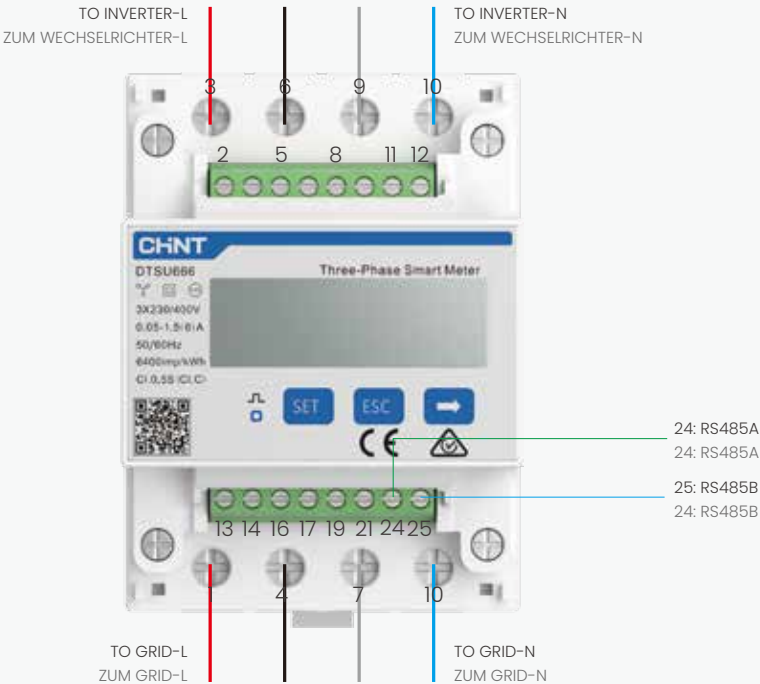 TO INVERTER-L
ZUM WECHSELRICHTER-L
TO INVERTER-N
ZUM WECHSELRICHTER-N
3 6 9 10
2 5 8 11 12
CHNT
DTSU666
Three-Phase Smart Meter
3X230/400V
0.05-1.5(6)A
50/60Hz
6400imp/kWh
Cl.0,5S (Cl.C)
SET ESC
CE
24: RS485A
24: RS485A
25: RS485B
24: RS485B
13 14 16 17 19 21 24 25
4 7 10
TO GRID-L
ZUM GRID-L
TO GRID-N
ZUM GRID-N